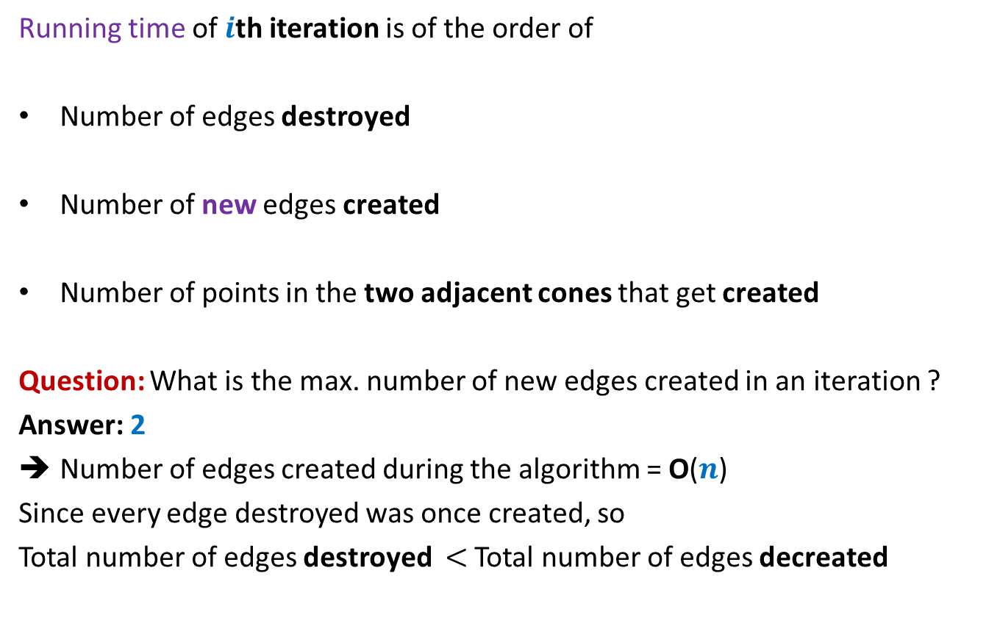 Running time of ith iteration is of the order of
• Number of edges destroyed
• Number of new edges created
• Number of points in the two adjacent cones that get created
Question: What is the max. number of new edges created in an iteration ?
Answer: 2
➔ Number of edges created during the algorithm = O(n)
Since every edge destroyed was once created, so
Total number of edges destroyed < Total number of edges decreated